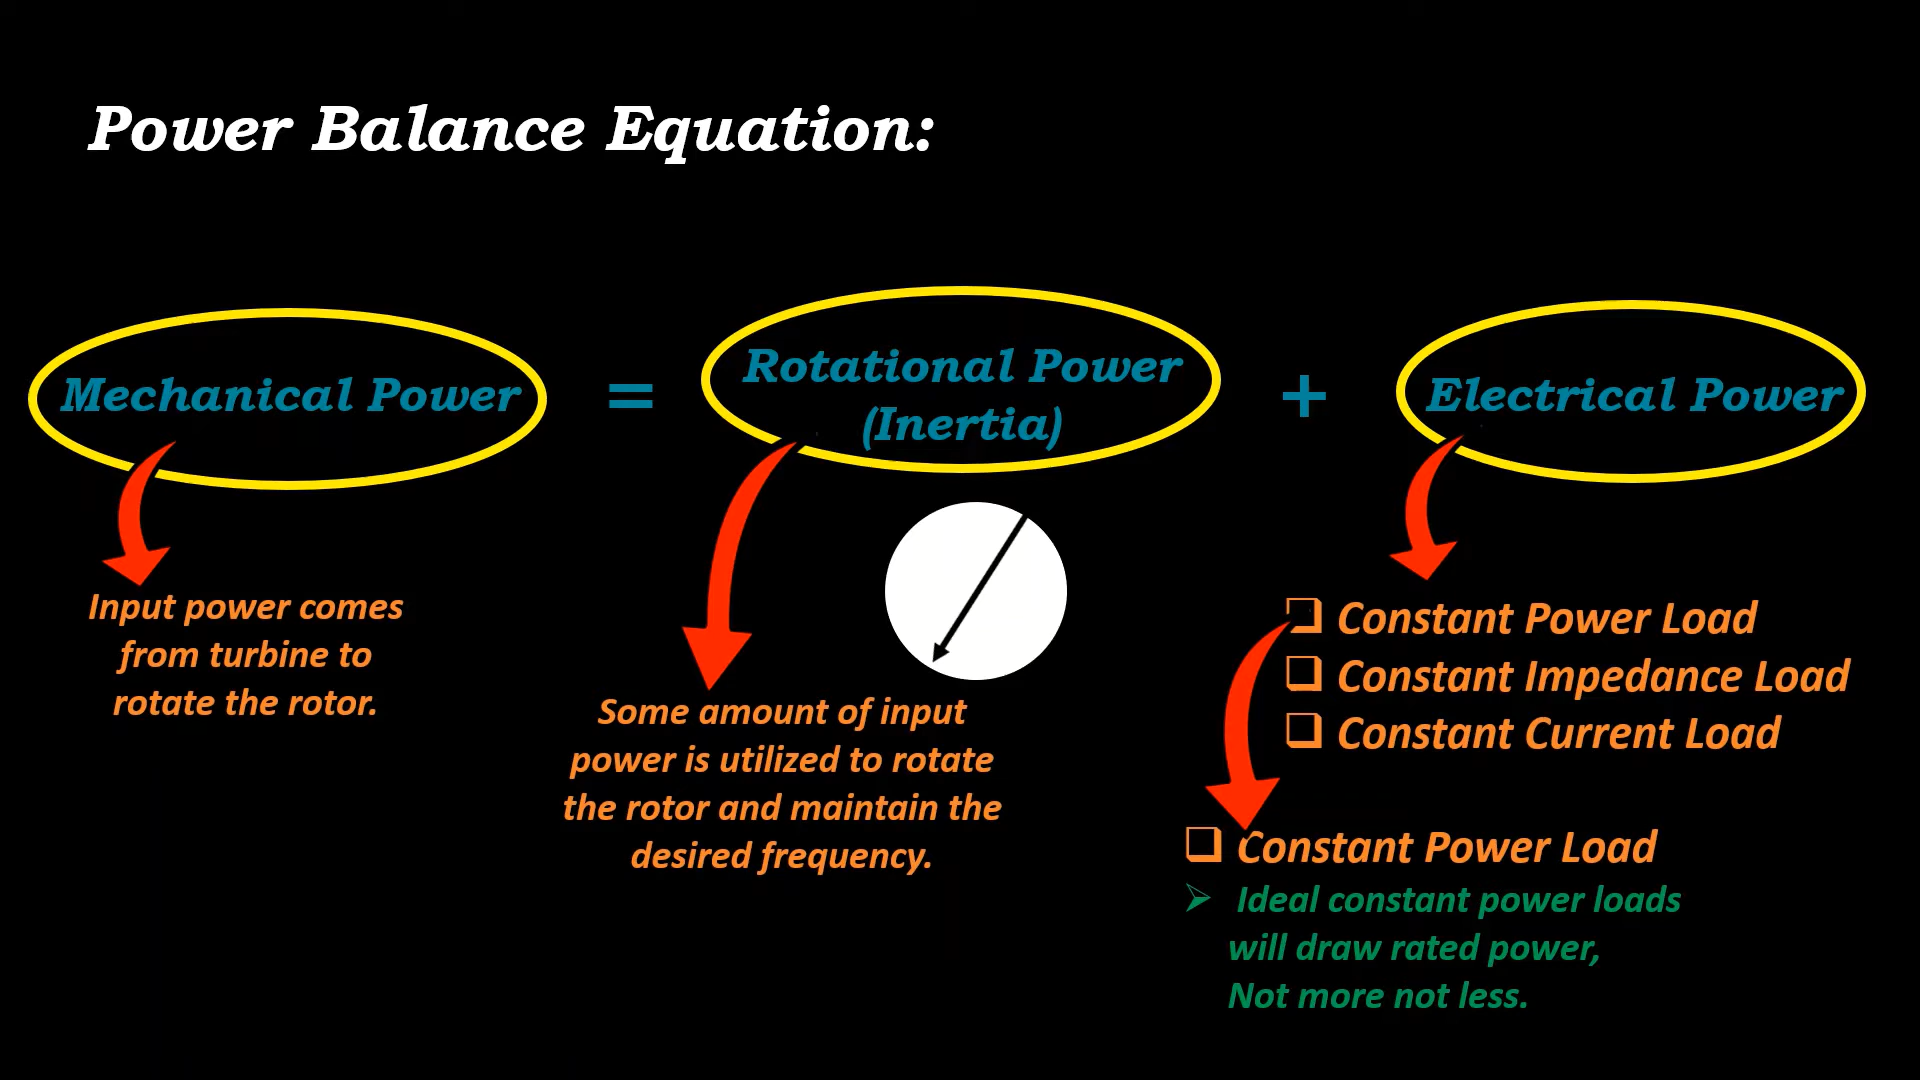 Power Balance Equation:
Mechanical Power
=
Rotational Power
(Inertia)
+
Electrical Power
Input power comes
from turbine to
rotate the rotor.
Some amount of input
power is utilized to rotate
the rotor and maintain the
desired frequency.
Constant Power Load
Constant Impedance Load
Constant Current Load
Constant Power Load
Ideal constant power loads
will draw rated power,
Not more not less.